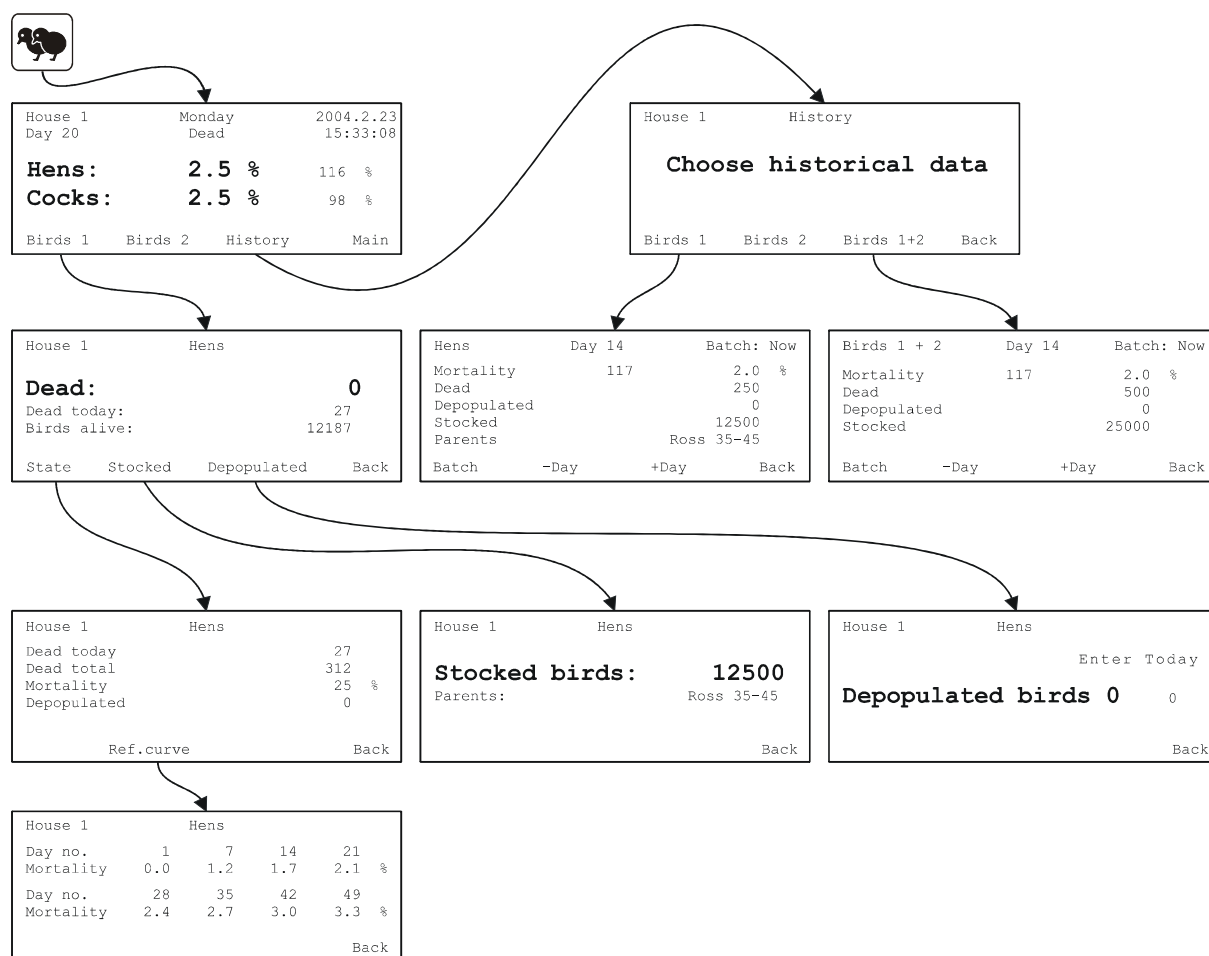 House 1 Monday 2004.2.23
Day 20 Dead 15:33:08
Hens: 2.5 % 116 %
Cocks: 2.5 % 98 %
Birds 1 Birds 2 History Main
House 1 History
Choose historical data
Birds 1 Birds 2 Birds 1+2 Back
House 1 Hens
Dead: 0
Dead today: 27
Birds alive: 12187
State Stocked Depopulated Back
Hens Day 14 Batch: Now
Mortality 117 2.0 %
Dead 250
Depopulated 0
Stocked 12500
Parents Ross 35-45
Batch -Day +Day Back
Birds 1 + 2 Day 14 Batch: Now
Mortality 117 2.0 %
Dead 500
Depopulated 0
Stocked 25000
Batch -Day +Day Back
House 1 Hens
Dead today 27
Dead total 312
Mortality 25 %
Depopulated 0
Ref.curve Back
House 1 Hens
Stocked birds: 12500
Parents: Ross 35-45
Back
House 1 Hens
Enter Today
Depopulated birds 0 0
Back
House 1 Hens
Day no. 1 7 14 21
Mortality 0.0 1.2 1.7 2.1 %
Day no. 28 35 42 49
Mortality 2.4 2.7 3.0 3.3 %
Back